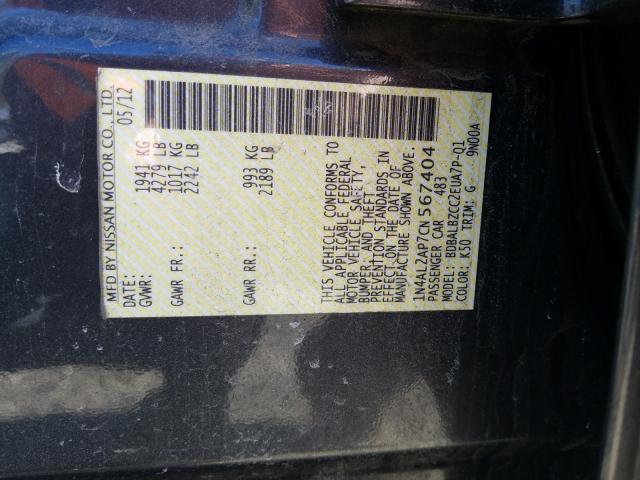 MFD BY NISSAN MOTOR CO., LTD.
DATE: 05/12
GVWR: 1941 KG
4279 LB
GAWR FR: 1017 KG
2242 LB
GAWR RR: 993 KG
2189 LB
THIS VEHICLE CONFORMS TO
ALL APPLICABLE FEDERAL
MOTOR VEHICLE SAFETY,
BUMPER AND THEFT
PREVENTION STANDARDS IN
EFFECT ON THE DATE OF
MANUFACTURE SHOWN ABOVE.
1N4AL2AP7CN567404
PASSENGER CAR 483
MODEL: BDBALBZCC2EUA7P-01
COLOR: K50 TRIM: G 9N00A